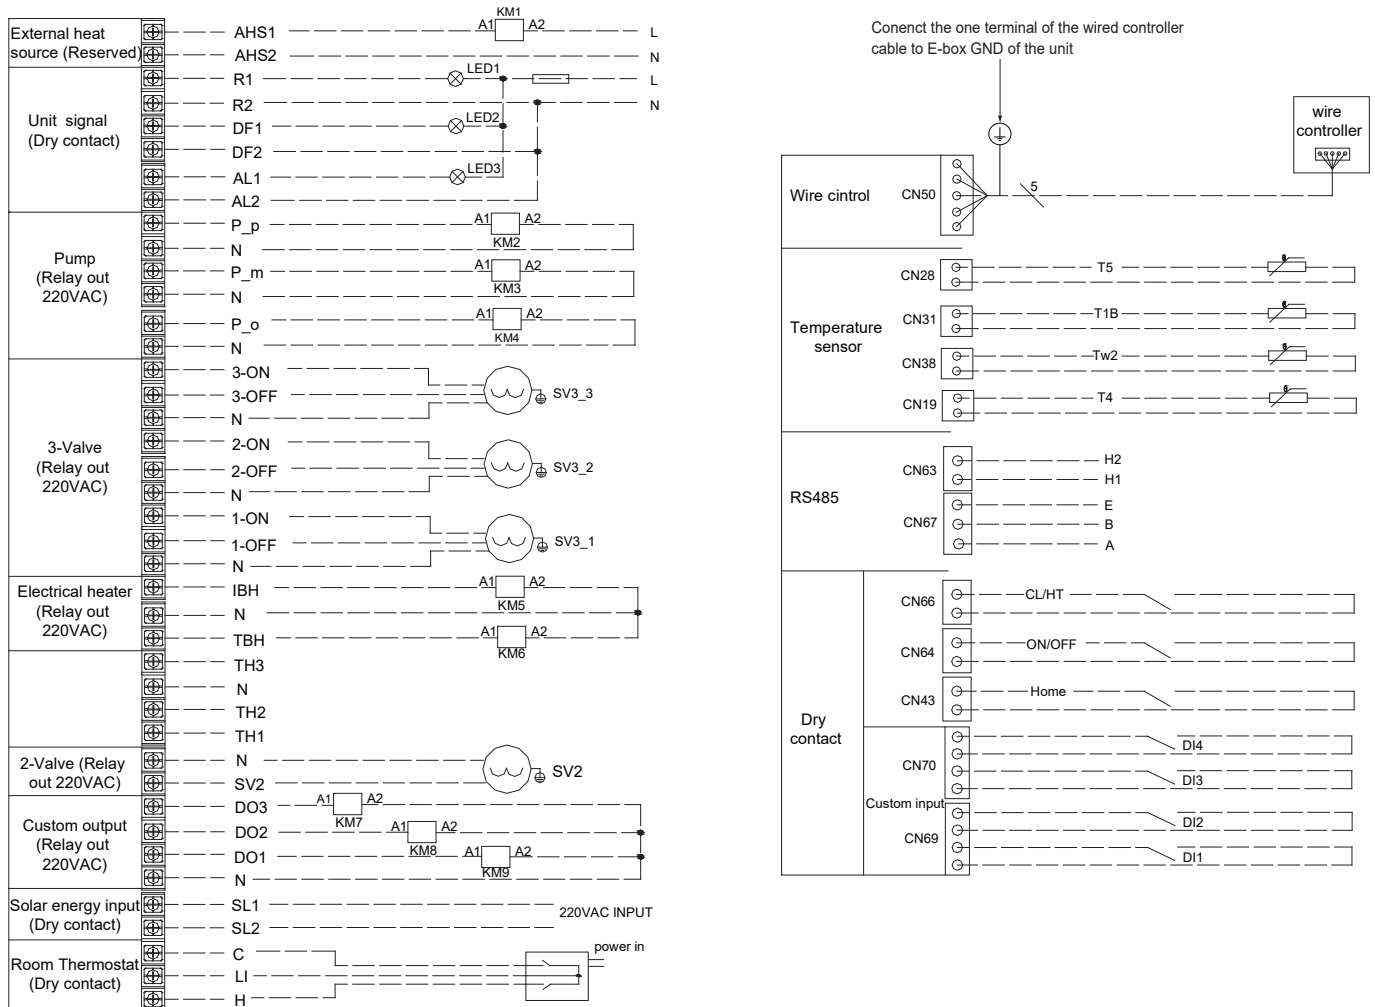 External heat
source (Reserved)
AHS1
KM1
A1
A2
L
AHS2
N
Unit signal
(Dry contact)
R1
LED1
L
R2
N
DF1
LED2
DF2
AL1
LED3
AL2
Pump
(Relay out
220VAC)
P_p
A1
A2
KM2
N
P_m
A1
A2
KM3
N
P_o
A1
A2
KM4
N
3-Valve
(Relay out
220VAC)
3-ON
3-OFF
SV3_3
N
2-ON
2-OFF
SV3_2
N
1-ON
1-OFF
SV3_1
N
Electrical heater
(Relay out
220VAC)
IBH
A1
A2
KM5
N
TBH
A1
A2
KM6
TH3
N
TH2
TH1
2-Valve (Relay
out 220VAC)
N
SV2
SV2
Custom output
(Relay out
220VAC)
DO3
A1
A2
KM7
DO2
A1
A2
KM8
DO1
A1
A2
KM9
N
Solar energy input
(Dry contact)
SL1
SL2
220VAC INPUT
Room Thermostat
(Dry contact)
C
LI
H
power in
Conenct the one terminal of the wired controller
cable to E-box GND of the unit
wire
controller
Wire cintrol
CN50
5
Temperature
sensor
CN28
T5
CN31
T1B
CN38
Tw2
CN19
T4
RS485
CN63
H2
H1
CN67
E
B
A
Dry
contact
CN66
CL/HT
CN64
ON/OFF
CN43
Home
CN70
DI4
DI3
Custom input
CN69
DI2
DI1